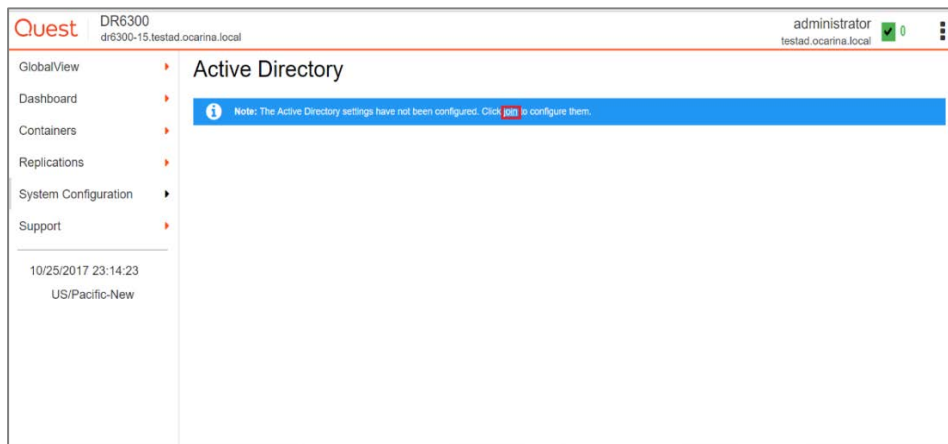 Quest
DR6300
dr6300-15.testad.ocarina.local
administrator
testad.ocarina.local
0
GlobalView
Dashboard
Containers
Replications
System Configuration
Support
10/25/2017 23:14:23
US/Pacific-New
Active Directory
Note: The Active Directory settings have not been configured. Click join to configure them.